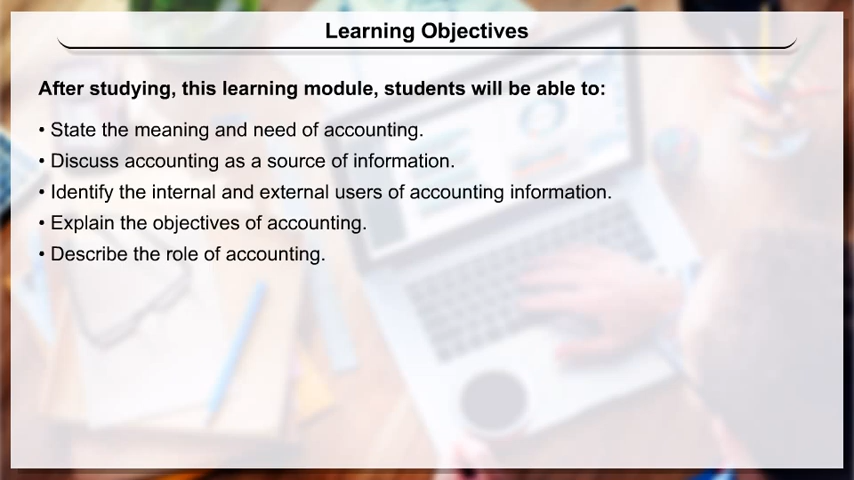 Learning Objectives
After studying, this learning module, students will be able to:
• State the meaning and need of accounting.
• Discuss accounting as a source of information.
• Identify the internal and external users of accounting information.
• Explain the objectives of accounting.
• Describe the role of accounting.